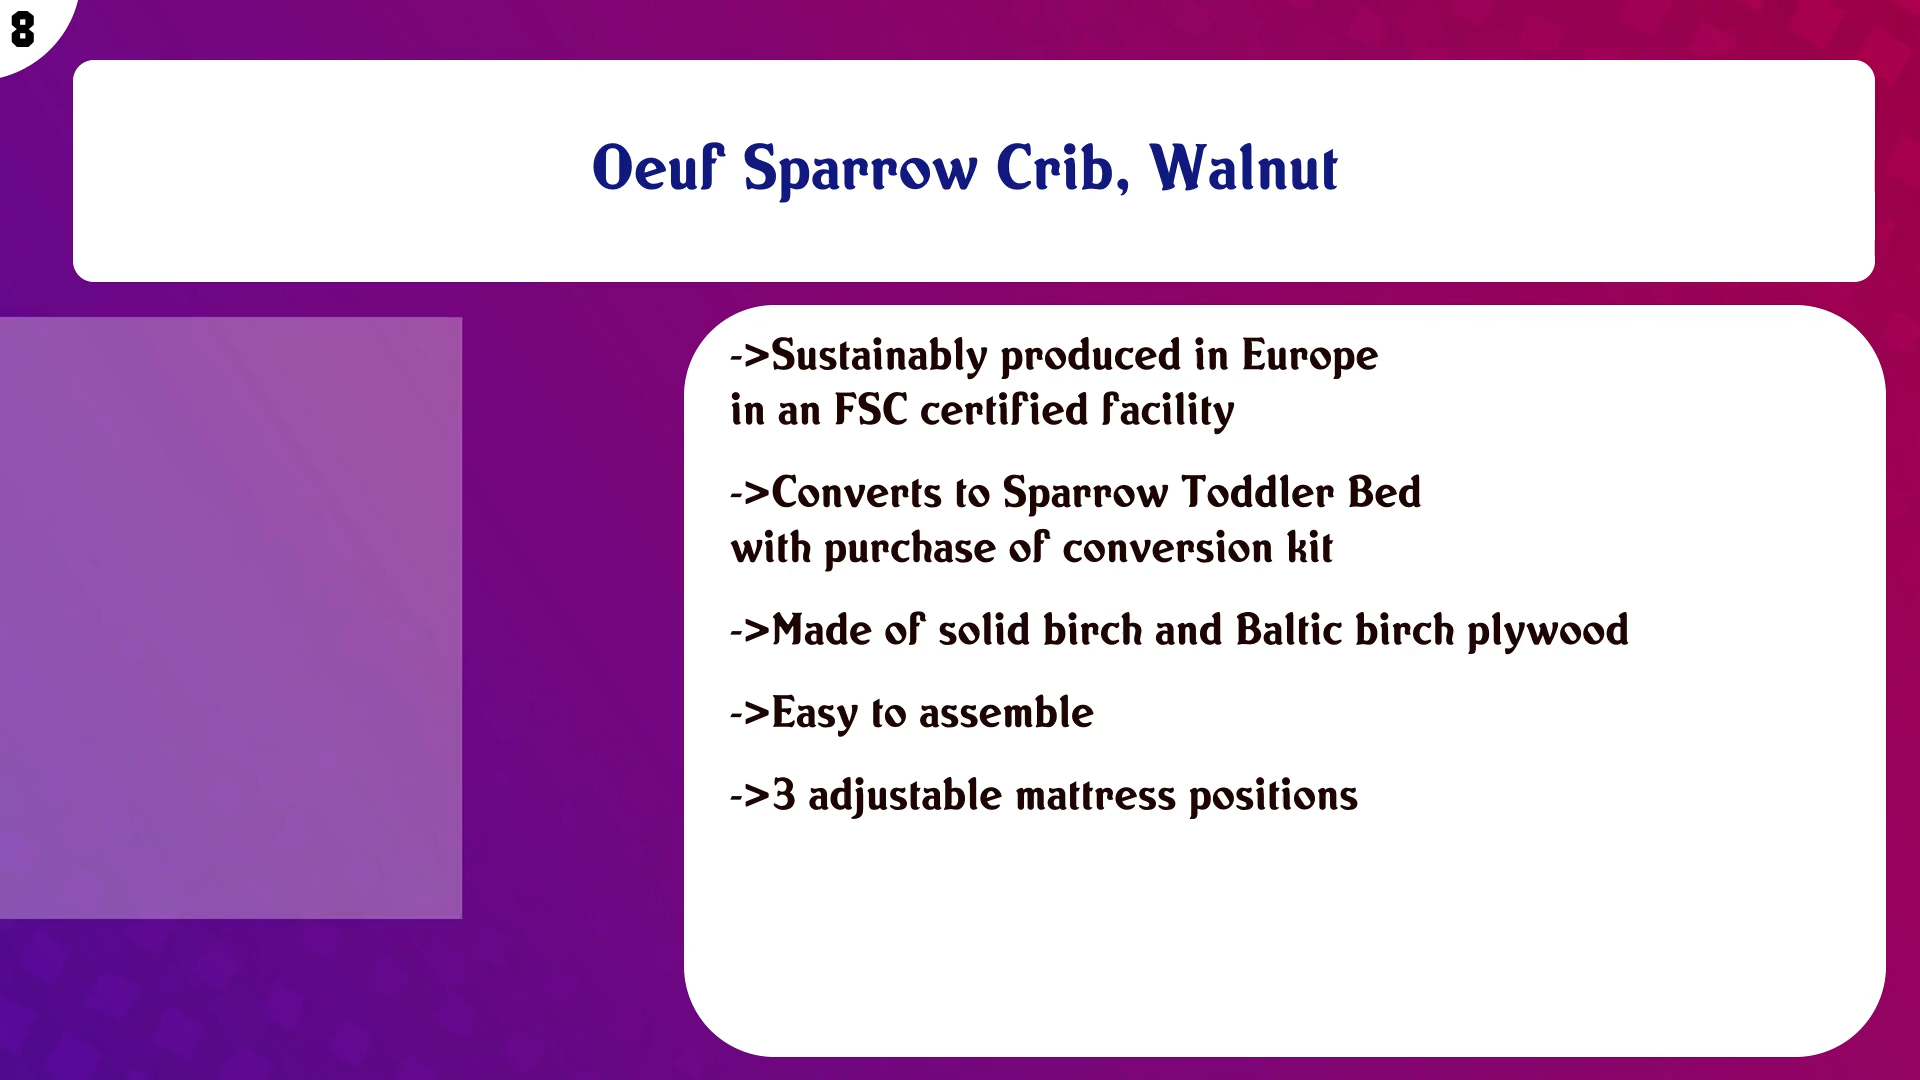 8
Oeuf Sparrow Crib, Walnut
->Sustainably produced in Europe
in an FSC certified facility
->Converts to Sparrow Toddler Bed
with purchase of conversion kit
->Made of solid birch and Baltic birch plywood
->Easy to assemble
->3 adjustable mattress positions